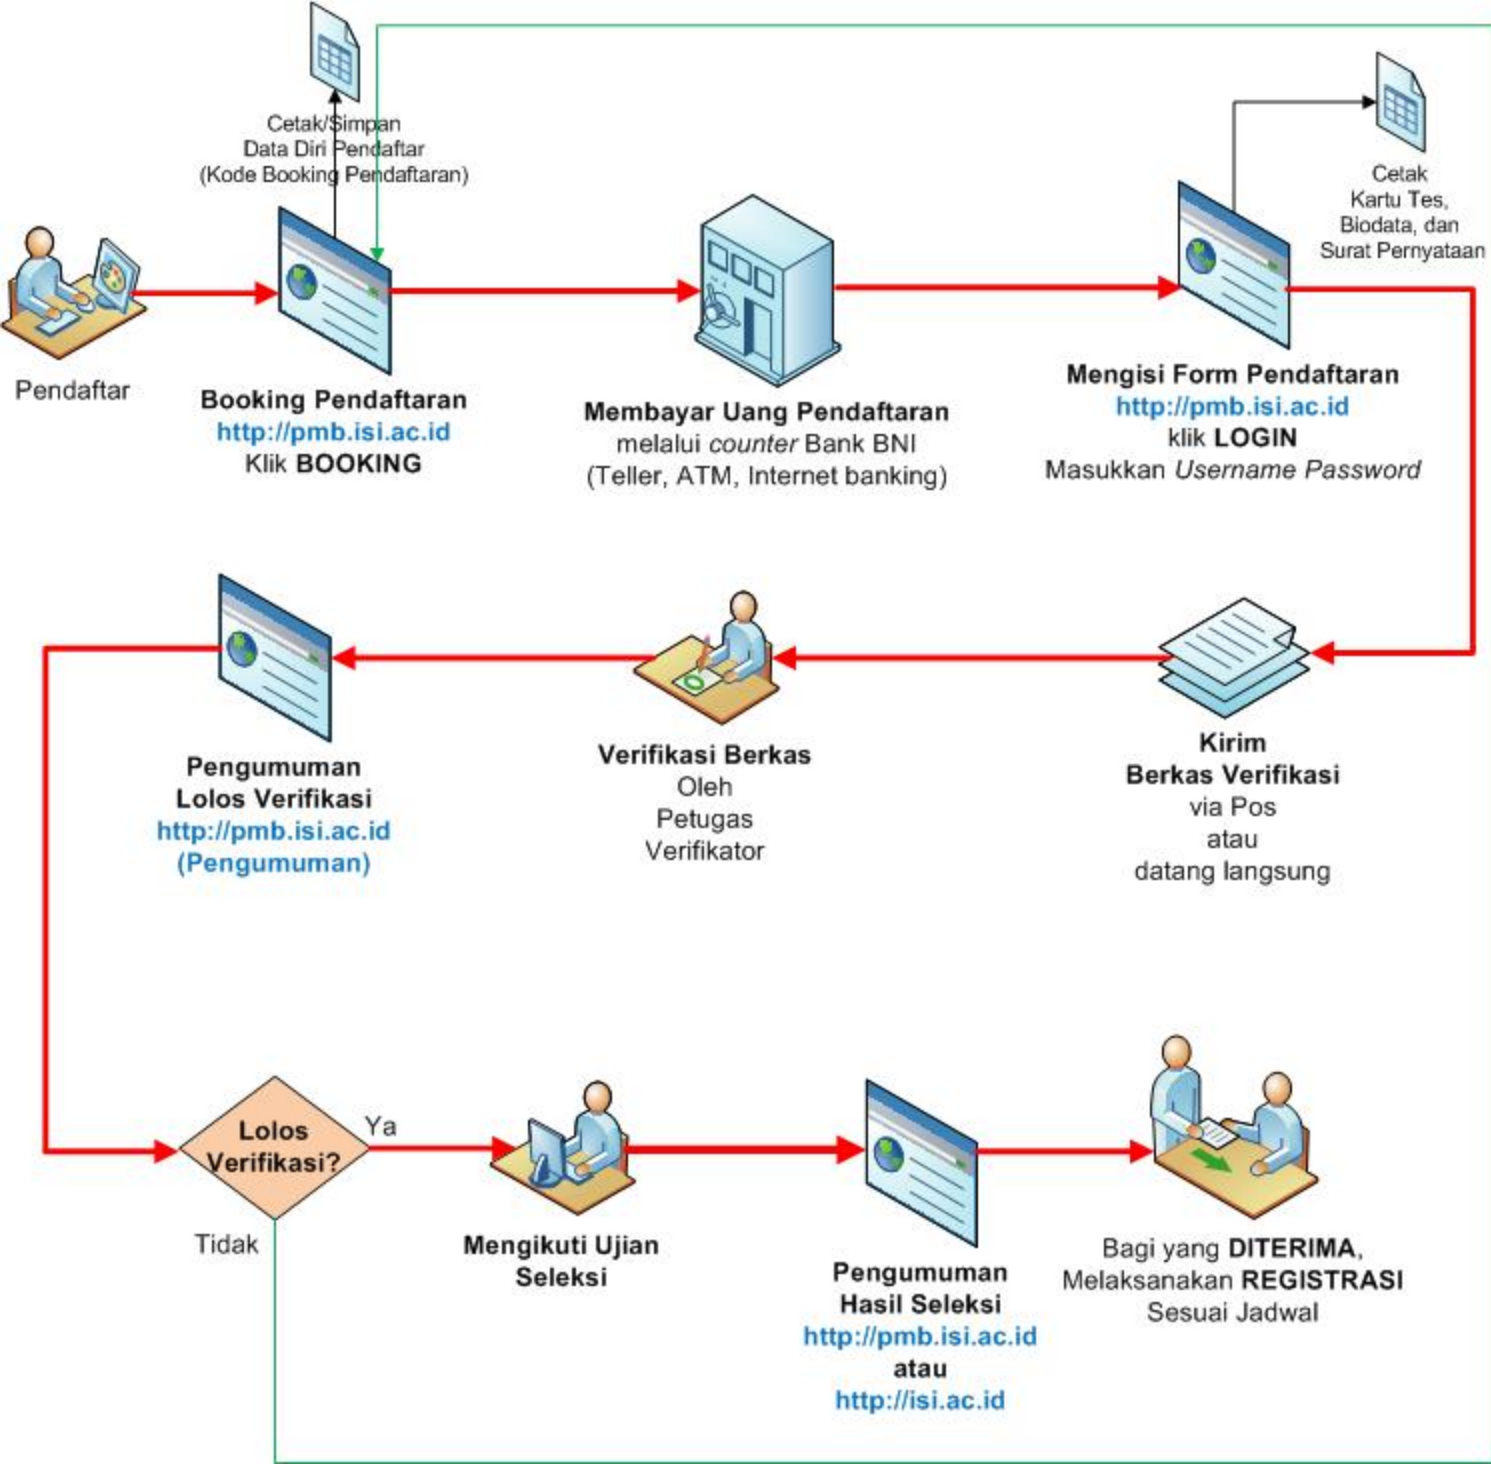 Cetak/Simpan
Data Diri Pendaftar
(Kode Booking Pendaftaran)
Cetak
Kartu Tes,
Biodata, dan
Surat Pernyataan
Pendaftar
Booking Pendaftaran
http://pmb.isi.ac.id
Klik BOOKING
Membayar Uang Pendaftaran
melalui counter Bank BNI
(Teller, ATM, Internet banking)
Mengisi Form Pendaftaran
http://pmb.isi.ac.id
klik LOGIN
Masukkan Username Password
Pengumuman
Lolos Verifikasi
http://pmb.isi.ac.id
(Pengumuman)
Verifikasi Berkas
Oleh
Petugas
Verifikator
Kirim
Berkas Verifikasi
via Pos
atau
datang langsung
Lolos
Verifikasi?
Ya
Tidak
Mengikuti Ujian
Seleksi
Pengumuman
Hasil Seleksi
http://pmb.isi.ac.id
atau
http://isi.ac.id
Bagi yang DITERIMA,
Melaksanakan REGISTRASI
Sesuai Jadwal